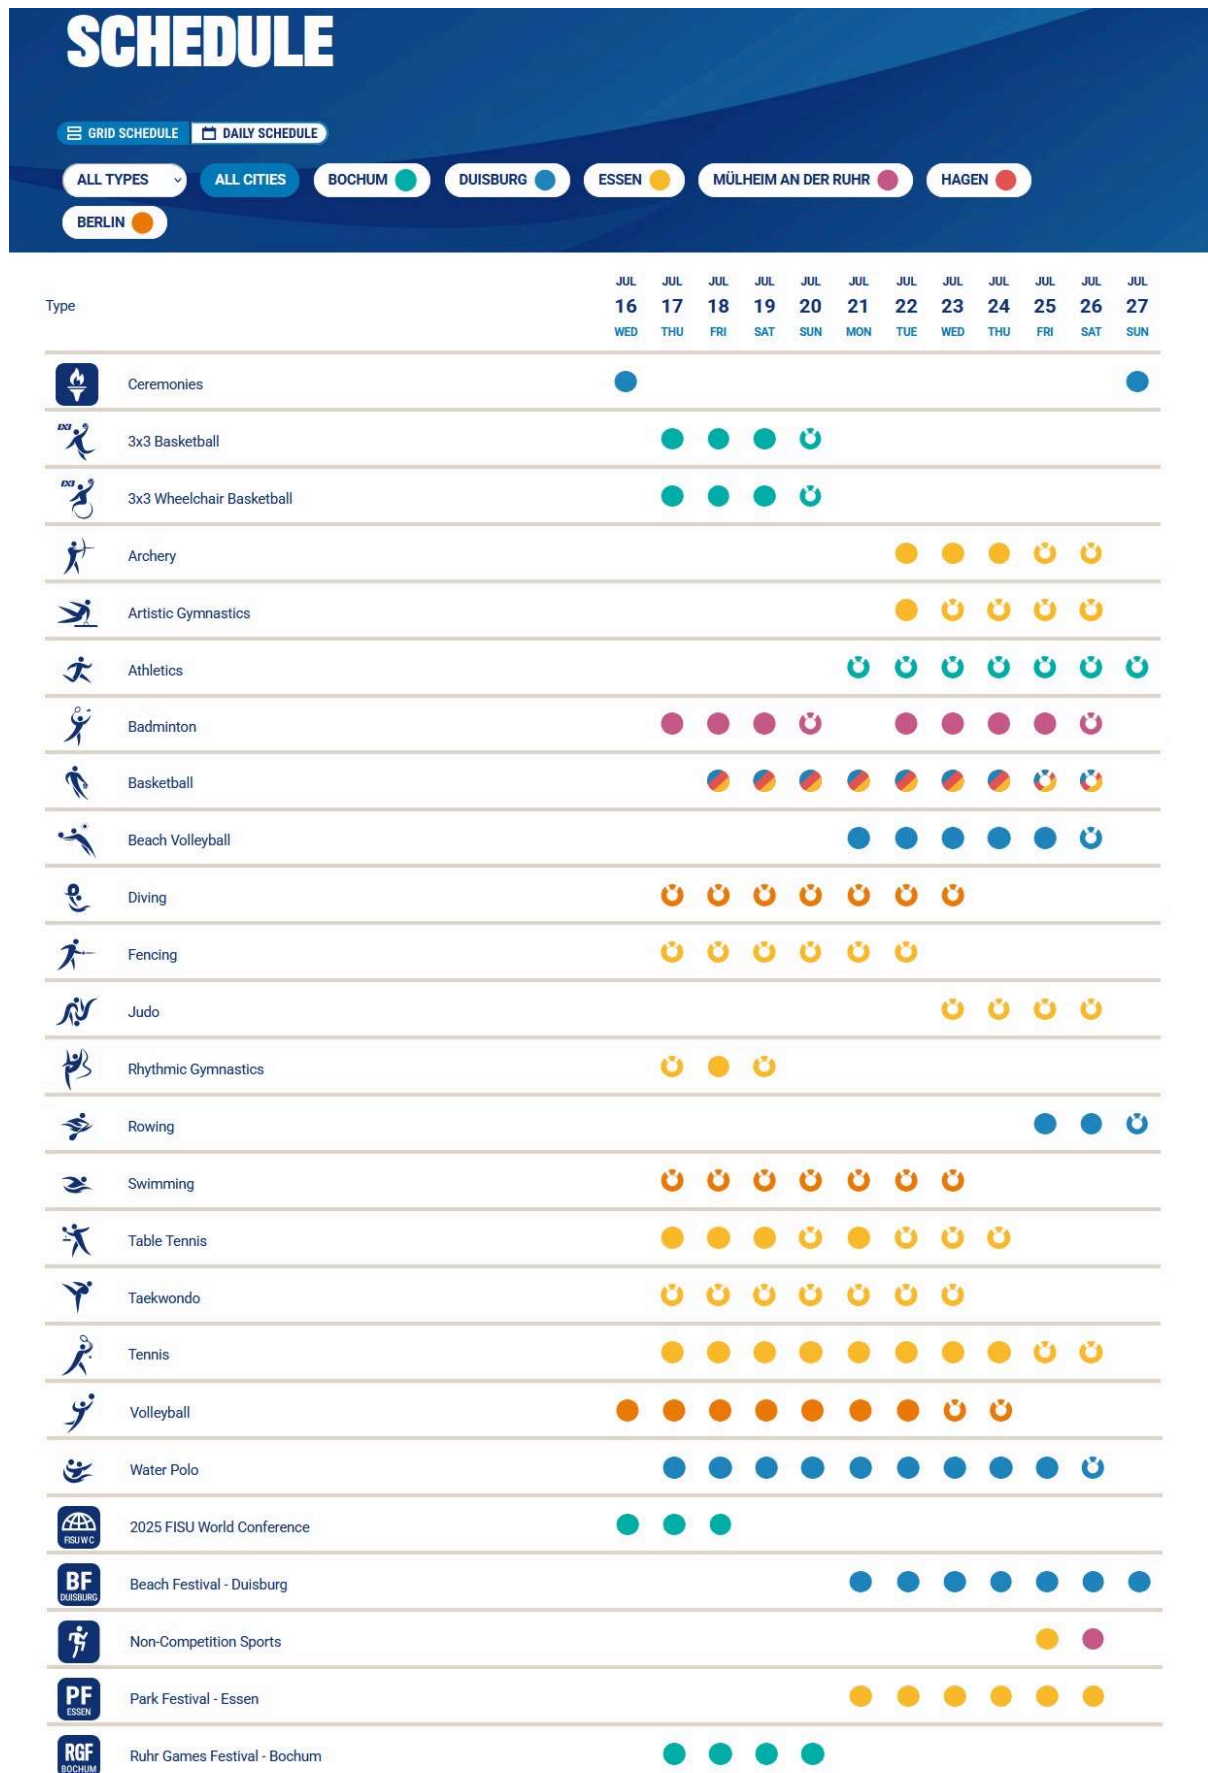 SCHEDULE
GRID SCHEDULE DAILY SCHEDULE
ALL TYPES ALL CITIES BOCHUM DUISBURG ESSEN MÜLHEIM AN DER RUHR HAGEN
BERLIN
JUL JUL JUL JUL JUL JUL JUL JUL JUL JUL JUL JUL
Type 16 17 18 19 20 21 22 23 24 25 26 27
WED THU FRI SAT SUN MON TUE WED THU FRI SAT SUN
Ceremonies
3x3 Basketball
3x3 Wheelchair Basketball
Archery
Artistic Gymnastics
Athletics
Badminton
Basketball
Beach Volleyball
Diving
Fencing
Judo
Rhythmic Gymnastics
Rowing
Swimming
Table Tennis
Taekwondo
Tennis
Volleyball
Water Polo
FISU WC 2025 FISU World Conference
BF DUISBURG Beach Festival - Duisburg
Non-Competition Sports
PF ESSEN Park Festival - Essen
RGF BOCHUM Ruhr Games Festival - Bochum